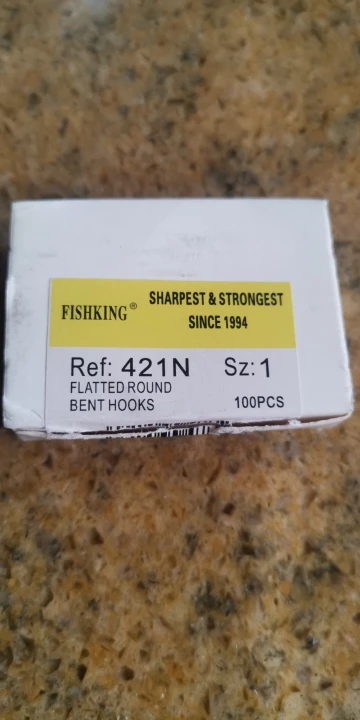 FISHKING® SHARPEST & STRONGEST
SINCE 1994
Ref: 421N Sz: 1
FLATTED ROUND
BENT HOOKS 100PCS